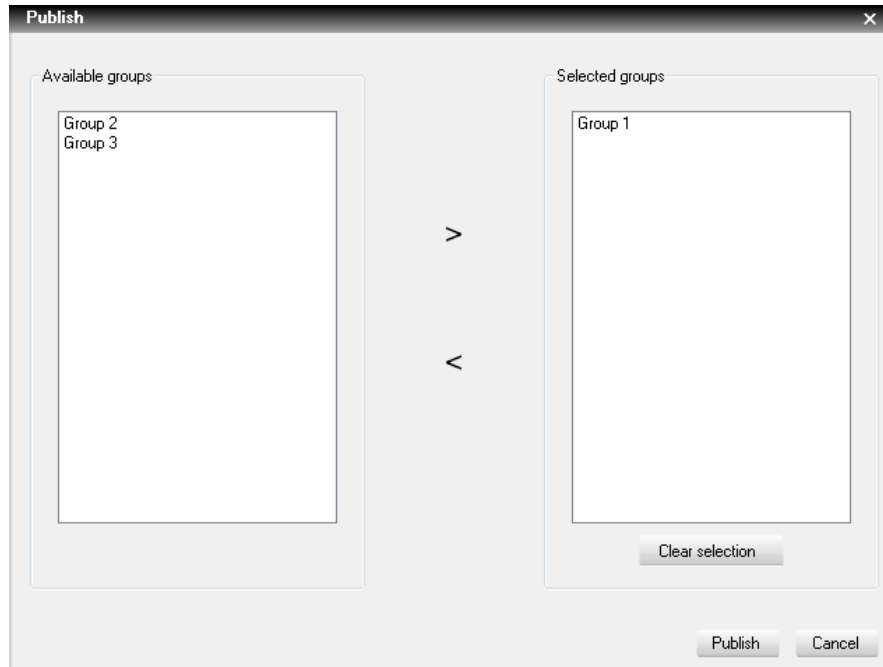 Publish
Available groups
Group 2
Group 3
>
<
Selected groups
Group 1
Clear selection
Publish
Cancel